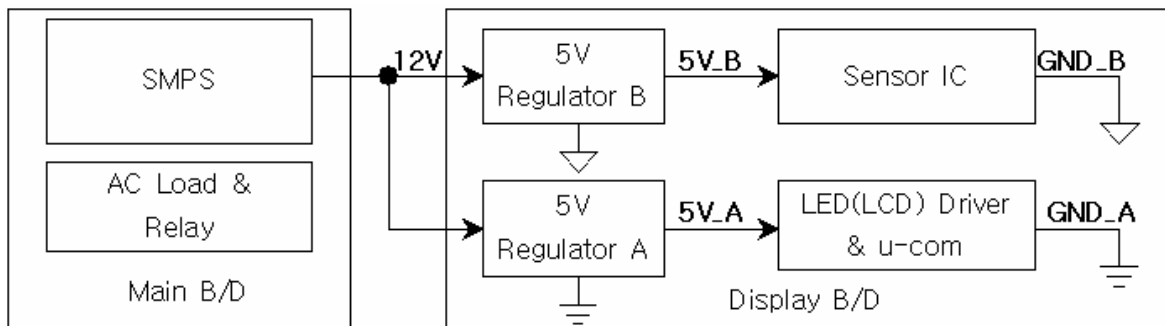 SMPS
AC Load &
Relay
Main B/D
12V
5V
Regulator B
5V_B
Sensor IC
GND_B
5V
Regulator A
5V_A
LED(LCD) Driver
& u-com
GND_A
Display B/D